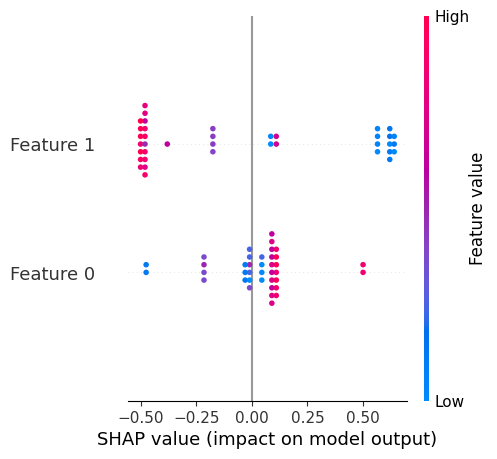 High
Feature 1
Feature value
Feature 0
Low
−0.50 −0.25 0.00 0.25 0.50
SHAP value (impact on model output)